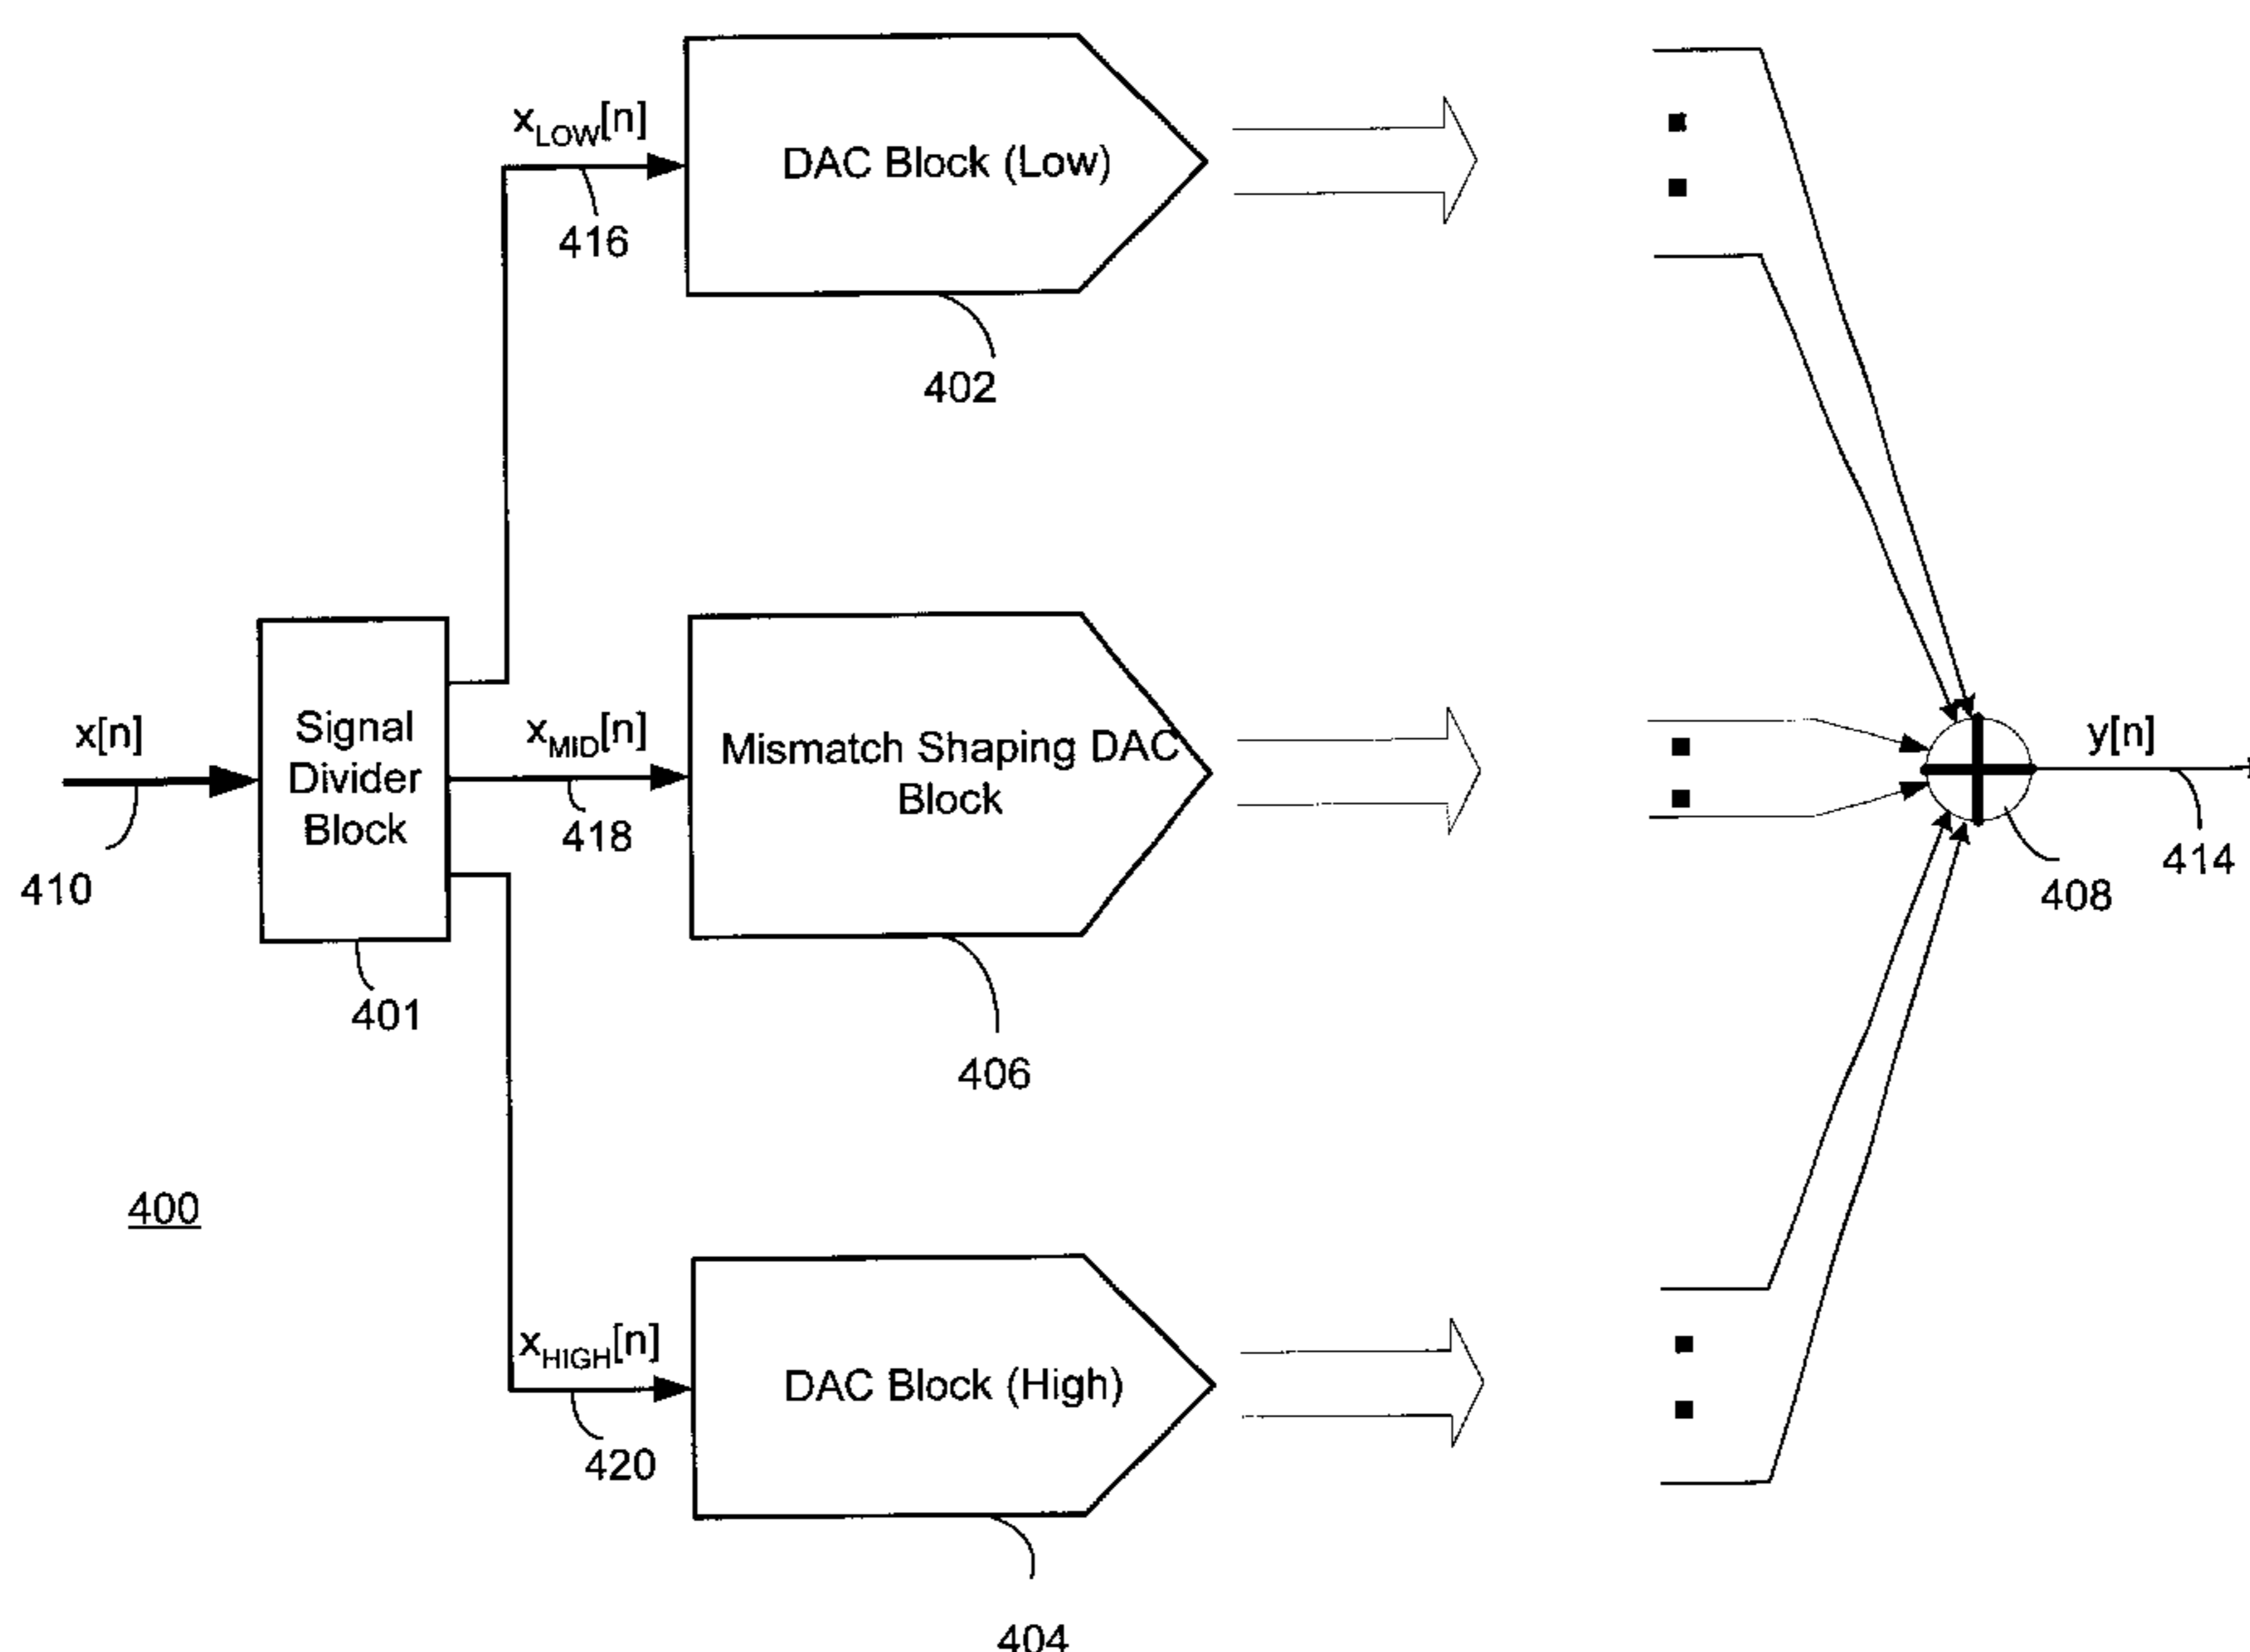 x_LOW[n]
416
DAC Block (Low)
402
x[n]
410
Signal
Divider
Block
401
x_MID[n]
418
Mismatch Shaping DAC
Block
406
y[n]
414
408
400
x_HIGH[n]
420
DAC Block (High)
404